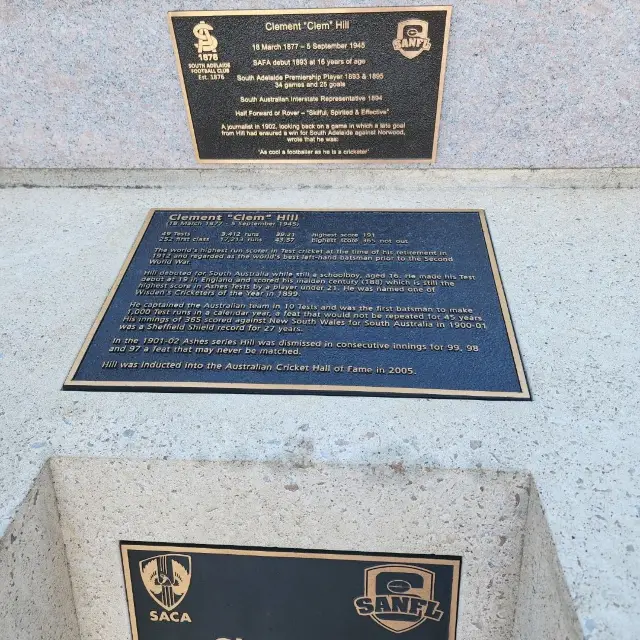 Clement "Clem" Hill
18 March 1877 – 5 September 1945
SAFA debut 1893 at 16 years of age
South Adelaide Premiership Player 1893 & 1895
34 games and 25 goals
South Australian Interstate Representative 1894
Half Forward or Rover – "Skilful, Spirited & Effective"
A journalist in 1902, looking back on a game in which a late goal
from Hill had ensured a win for South Adelaide against Norwood,
wrote that he was:
"As cool a footballer as he is a cricketer"
1876
SOUTH ADELAIDE
FOOTBALL CLUB
Est. 1876
SANFL
Clement "Clem" Hill
(18 March 1877 - 5 September 1945)
49 Tests 3,412 runs 39.21 highest score 191
252 first class 17,213 runs 43.57 highest score 365 not out
The world's highest run scorer in Test cricket at the time of his retirement in
1912 and regarded as the world's best left-hand batsman prior to the Second
World War.
Hill debuted for South Australia while still a schoolboy, aged 16. He made his Test
debut at 19 in England and scored his maiden century (188) which is still the
highest score in Ashes Tests by a player under 21. He was named one of
Wisden's Cricketers of the Year in 1899.
He captained the Australian team in 10 Tests and was the first batsman to make
1,000 Test runs in a calendar year, a feat that would not be repeated for 45 years
His innings of 365 scored against New South Wales for South Australia in 1900-01
was a Sheffield Shield record for 27 years.
In the 1901-02 Ashes series Hill was dismissed in consecutive innings for 99, 98
and 97 a feat that may never be matched.
Hill was inducted into the Australian Cricket Hall of Fame in 2005.
SACA
SANFL